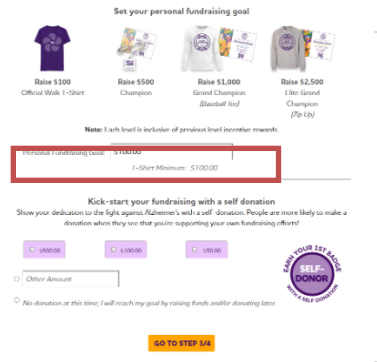 Set your personal fundraising goal
Raise $100
Official Walk T-Shirt
Raise $500
Champion
Raise $1,000
Grand Champion
(Baseball Tee)
Raise $2,500
Elite Grand
Champion
(Zip Up)
Note: Each level is inclusive of previous level incentive rewards.
Personal Fundraising Goal: $100.00
T-Shirt Minimum: $100.00
Kick-start your fundraising with a self donation
Show your dedication to the fight against Alzheimer's with a self-donation. People are more likely to make a
donation when they see that you're supporting your own fundraising efforts!
$100.00
Other Amount
No donation at this time; I will reach my goal by raising funds and/or donating later.
EARN YOUR 1ST BADGE
SELF-
DONOR
WITH A SELF DONATION
GO TO STEP 3/4